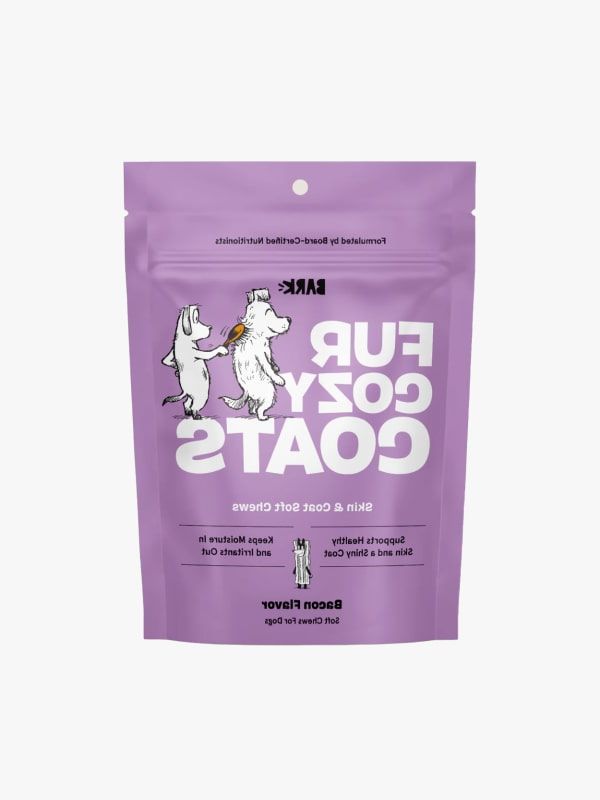 Formulated by Board-Certified Nutritionists
BARK
FUR
COZY
COATS
Skin & Coat Soft Chews
Supports Healthy
Skin and a Shiny Coat
Keeps Moisture In
and Irritants Out
Bacon Flavor
Soft Chews For Dogs